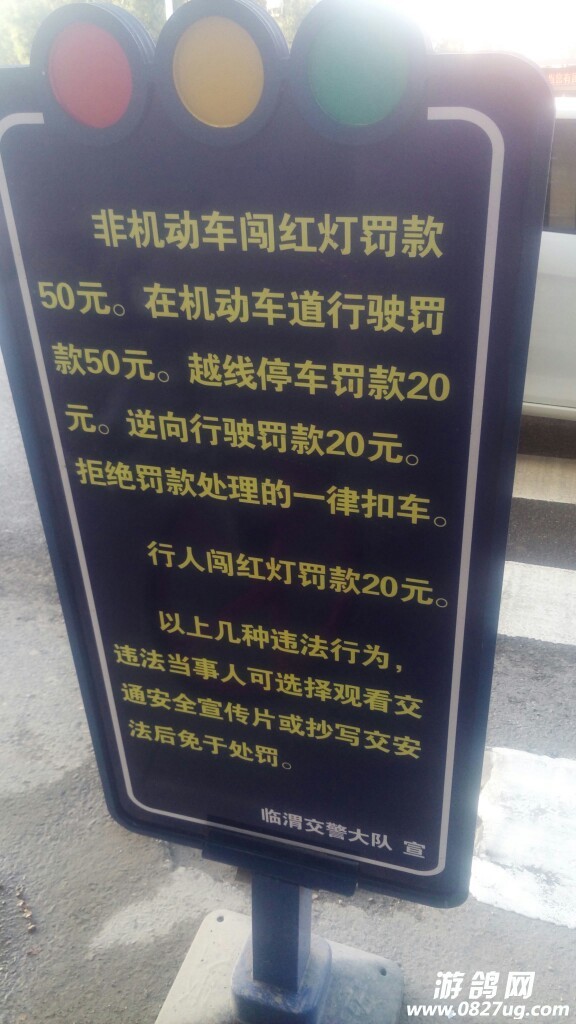 非机动车闯红灯罚款
50元。在机动车道行驶罚
款50元。越线停车罚款20
元。逆向行驶罚款20元。
拒绝罚款处理的一律扣车。
行人闯红灯罚款20元。
以上几种违法行为，
违法当事人可选择观看交
通安全宣传片或抄写交安
法后免于处罚。
临渭交警大队 宣
游鸽网
www.0827ug.com